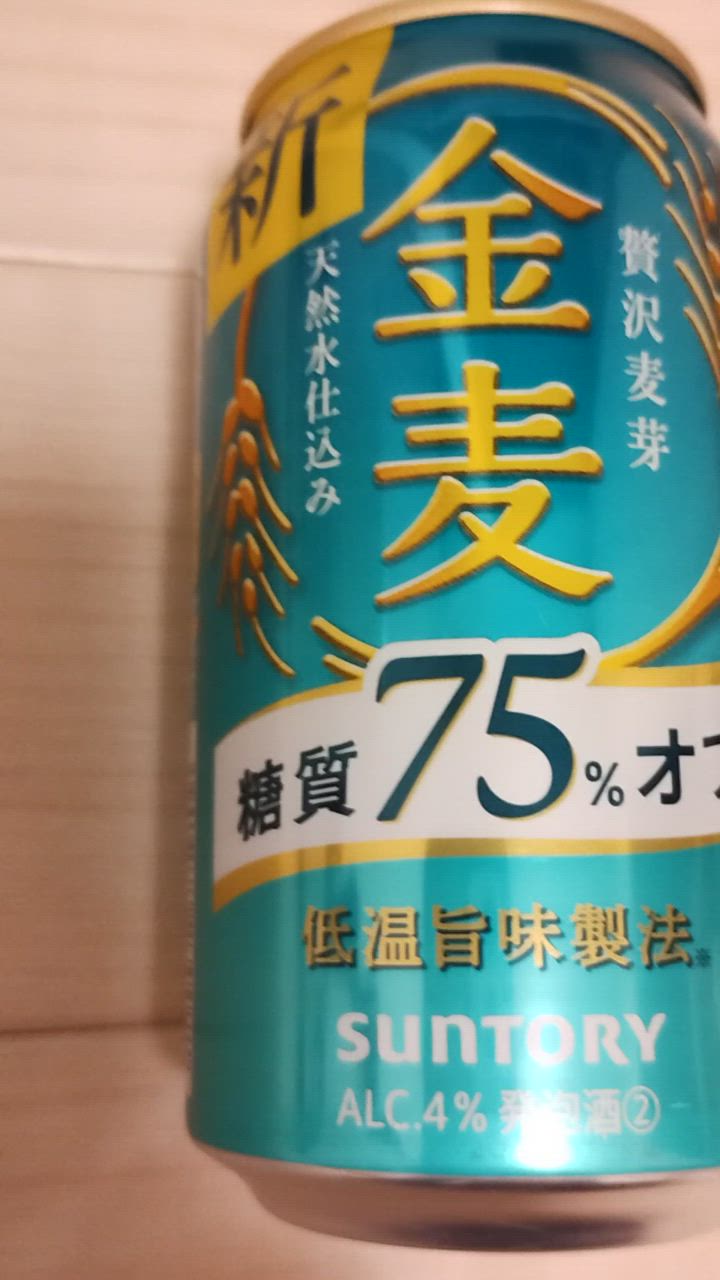 新
金麦
贅沢麦芽
天然水仕込み
糖質75%オフ
低温旨味製法※
SUNTORY
ALC.4% 発泡酒②